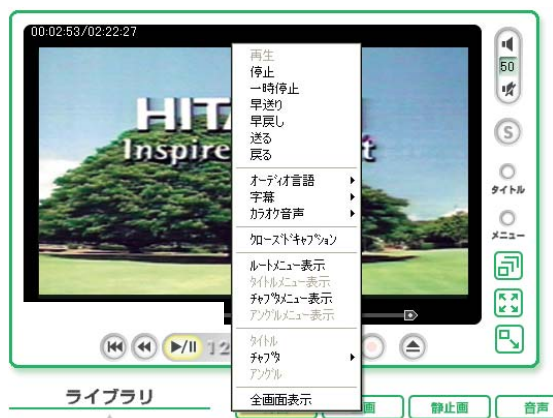 00:02:53/02:22:27
50
S
タイトル
メニュー
HIT
Inspire
t
再生
停止
一時停止
早送り
早戻し
送る
戻る
ｵｰﾃﾞｨｵ言語
字幕
ｶﾗｵｹ音声
ｸﾛｰｽﾞﾄﾞｷｬﾌﾟｼｮﾝ
ﾙｰﾄﾒﾆｭｰ表示
ﾀｲﾄﾙﾒﾆｭｰ表示
ﾁｬﾌﾟﾀﾒﾆｭｰ表示
ｱﾝｸﾞﾙﾒﾆｭｰ表示
ﾀｲﾄﾙ
ﾁｬﾌﾟﾀ
ｱﾝｸﾞﾙ
全画面表示
12
ライブラリ
画
静止画
音声